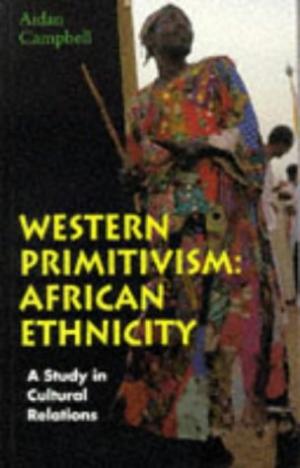 Aidan
Campbell
WESTERN
PRIMITIVISM:
AFRICAN
ETHNICITY
A Study in
Cultural
Relations